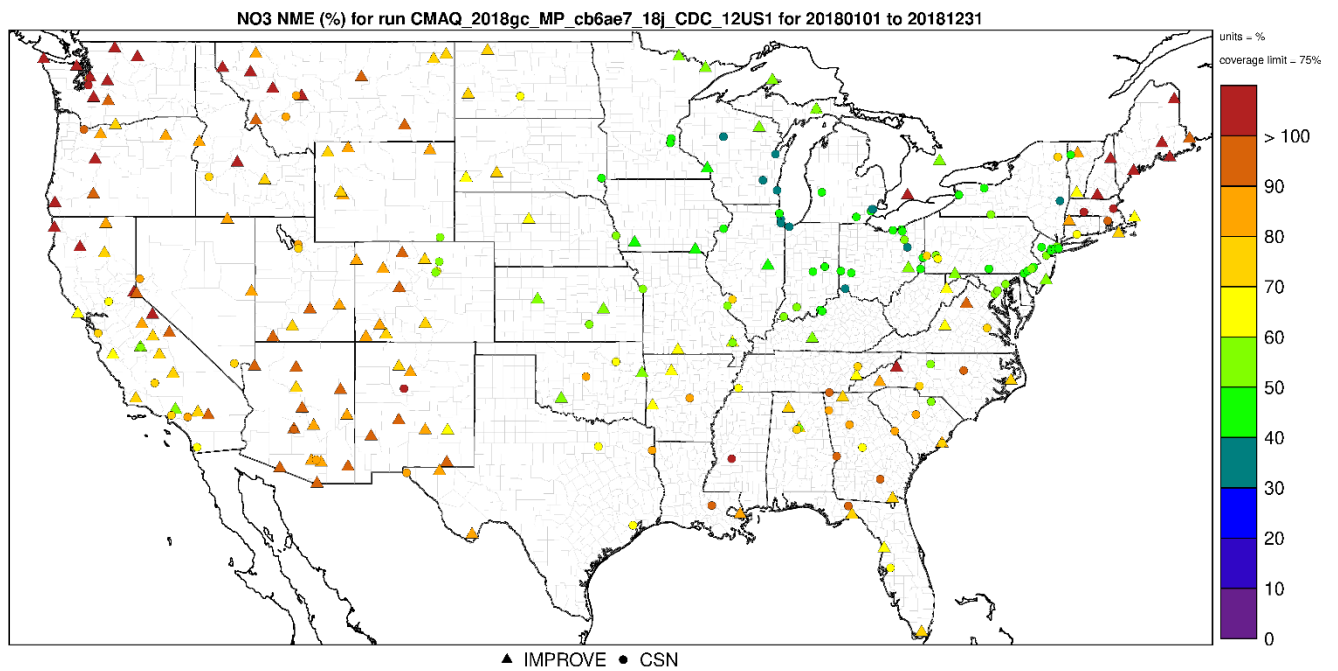 NO3 NME (%) for run CMAQ_2018gc_MP_cb6ae7_18j_CDC_12US1 for 20180101 to 20181231
units = %
coverage limit = 75%
> 100
90
80
70
60
50
40
30
20
10
0
IMPROVE
CSN